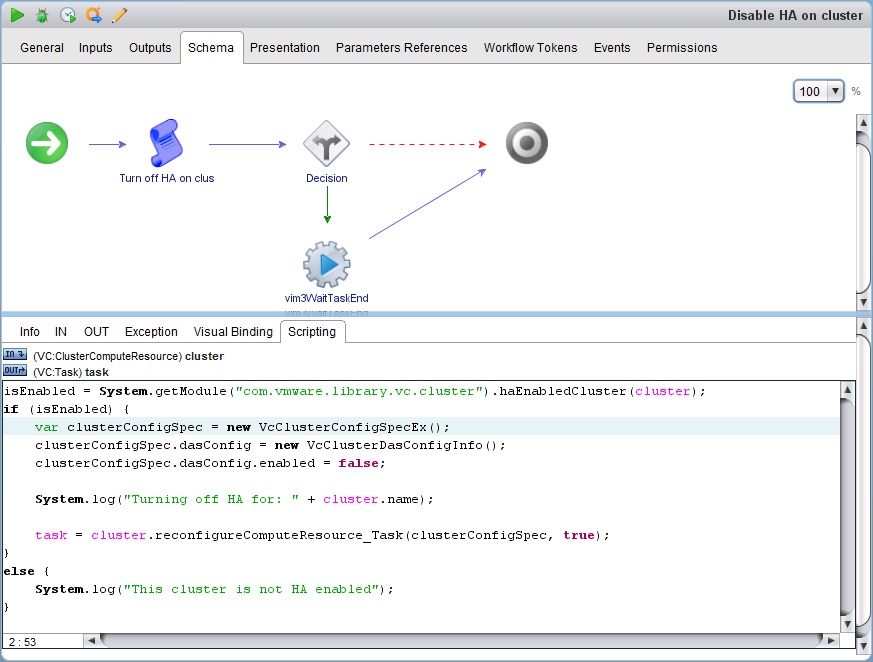 Disable HA on cluster
General Inputs Outputs Schema Presentation Parameters References Workflow Tokens Events Permissions
100 %
Turn off HA on clus
Decision
vim3WaitTaskEnd
vim3WaitTaskEnd
Info IN OUT Exception Visual Binding Scripting
IN (VC:ClusterComputeResource) cluster
OUT (VC:Task) task
isEnabled = System.getModule("com.vmware.library.vc.cluster").haEnabledCluster(cluster);
if (isEnabled) {
var clusterConfigSpec = new VcClusterConfigSpecEx();
clusterConfigSpec.dasConfig = new VcClusterDasConfigInfo();
clusterConfigSpec.dasConfig.enabled = false;
System.log("Turning off HA for: " + cluster.name);
task = cluster.reconfigureComputeResource_Task(clusterConfigSpec, true);
}
else {
System.log("This cluster is not HA enabled");
}
2 : 53